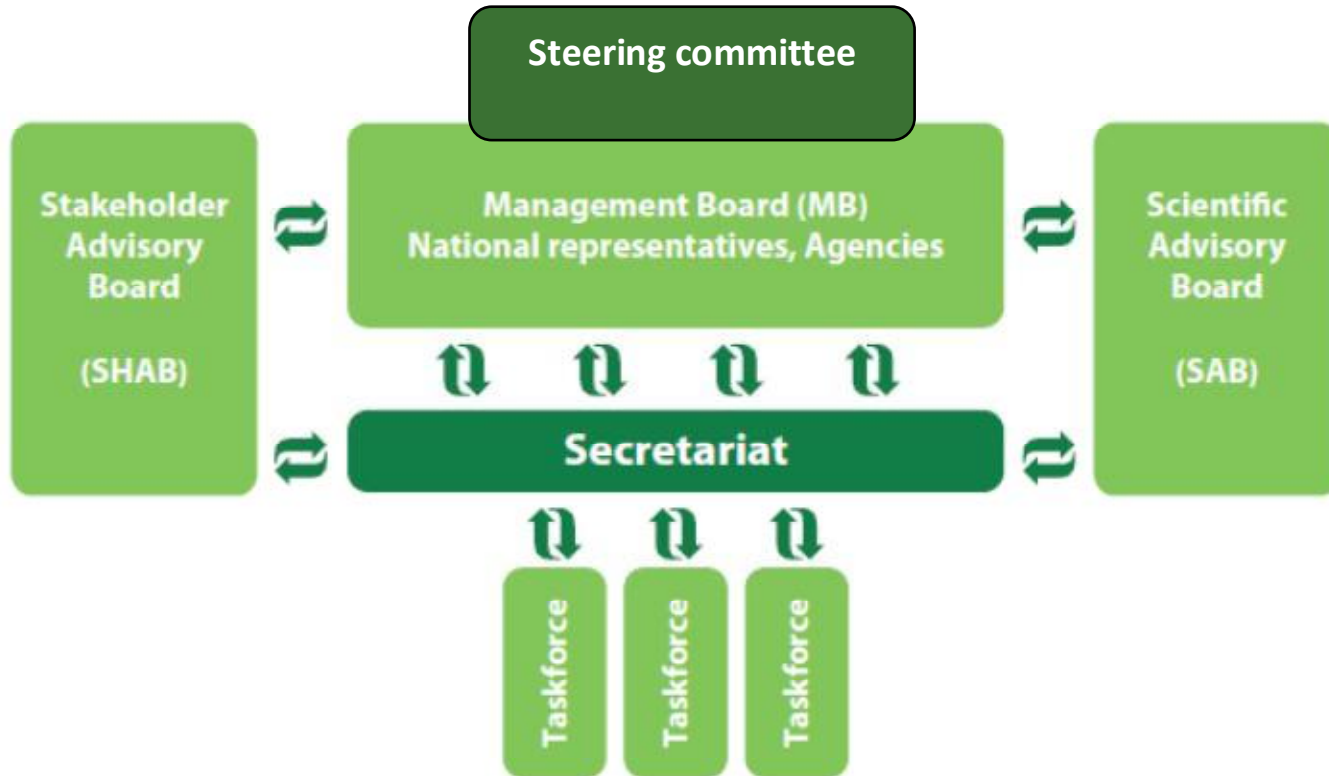 Steering committee
Stakeholder
Advisory
Board
(SHAB)
Management Board (MB)
National representatives, Agencies
Scientific
Advisory
Board
(SAB)
Secretariat
Taskforce
Taskforce
Taskforce